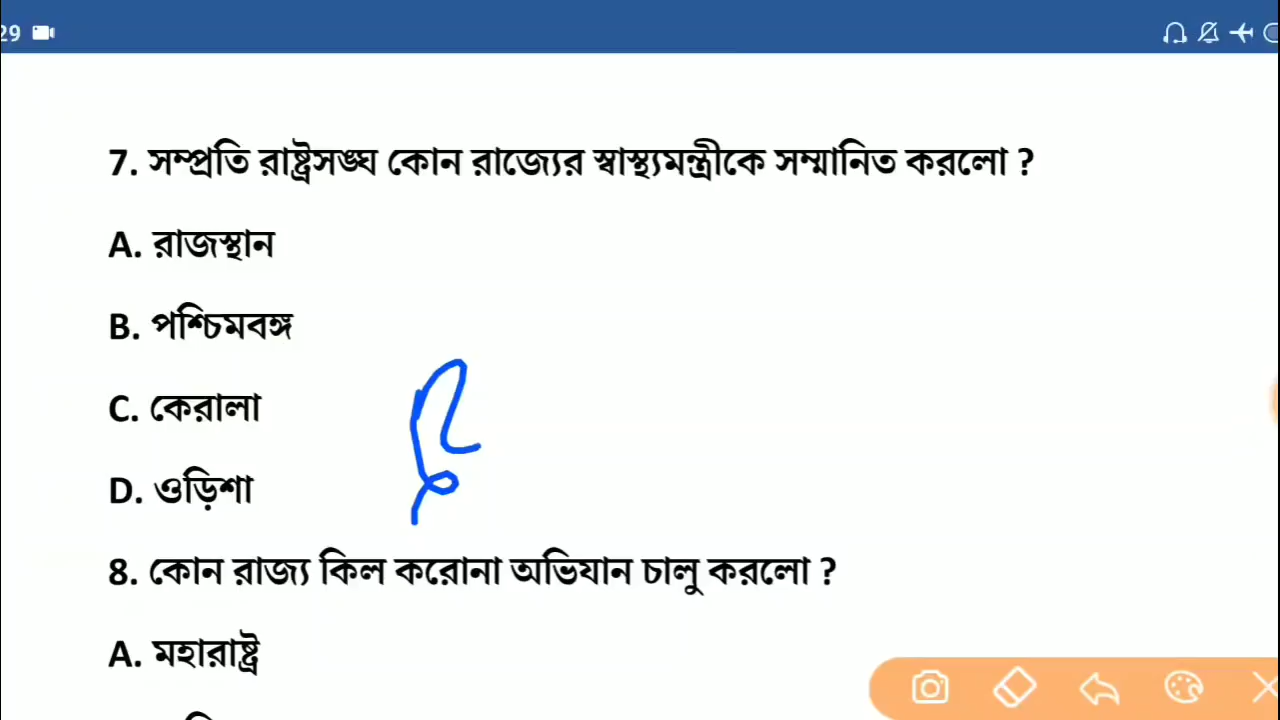 29
7. সম্প্রতি রাষ্ট্রসঙ্ঘ কোন রাজ্যের স্বাস্থ্যমন্ত্রীকে সম্মানিত করলো ?
A. রাজস্থান
B. পশ্চিমবঙ্গ
C. কেরালা
D. ওড়িশা
8. কোন রাজ্য কিল করোনা অভিযান চালু করলো ?
A. মহারাষ্ট্র